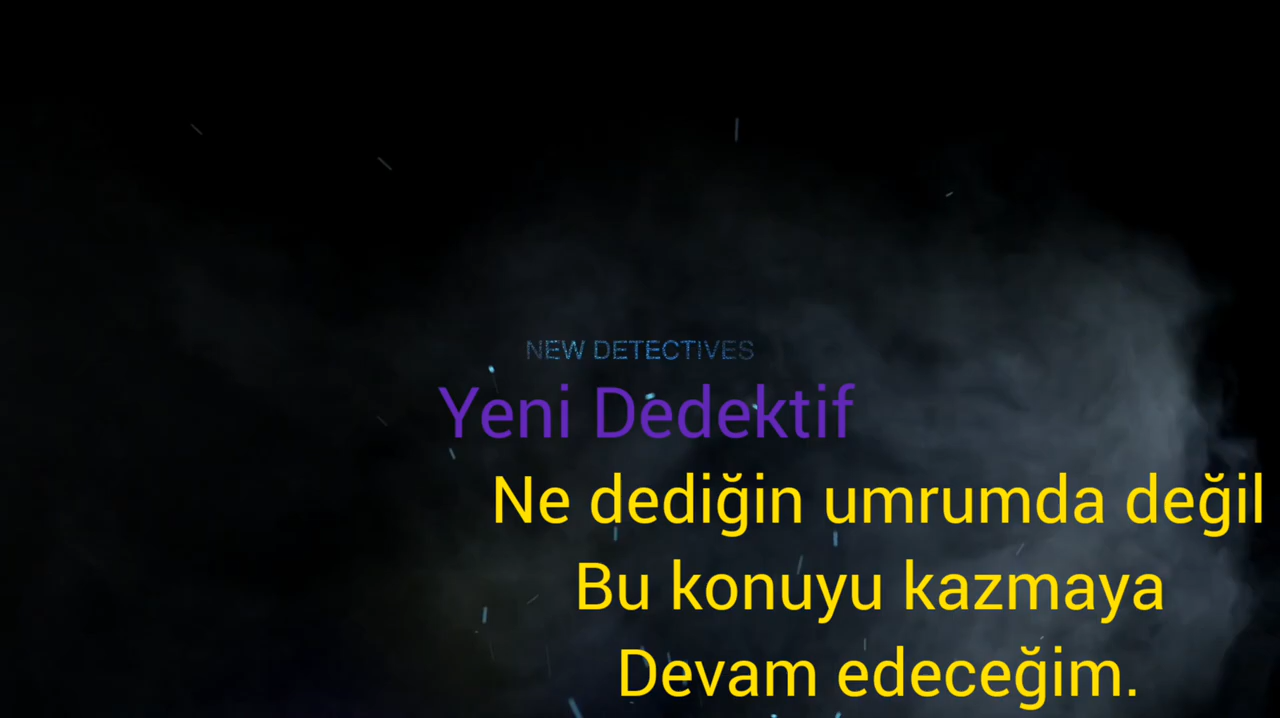 NEW DETECTIVES
Yeni Dedektif
Ne dediğin umrumda değil
Bu konuyu kazmaya
Devam edeceğim.